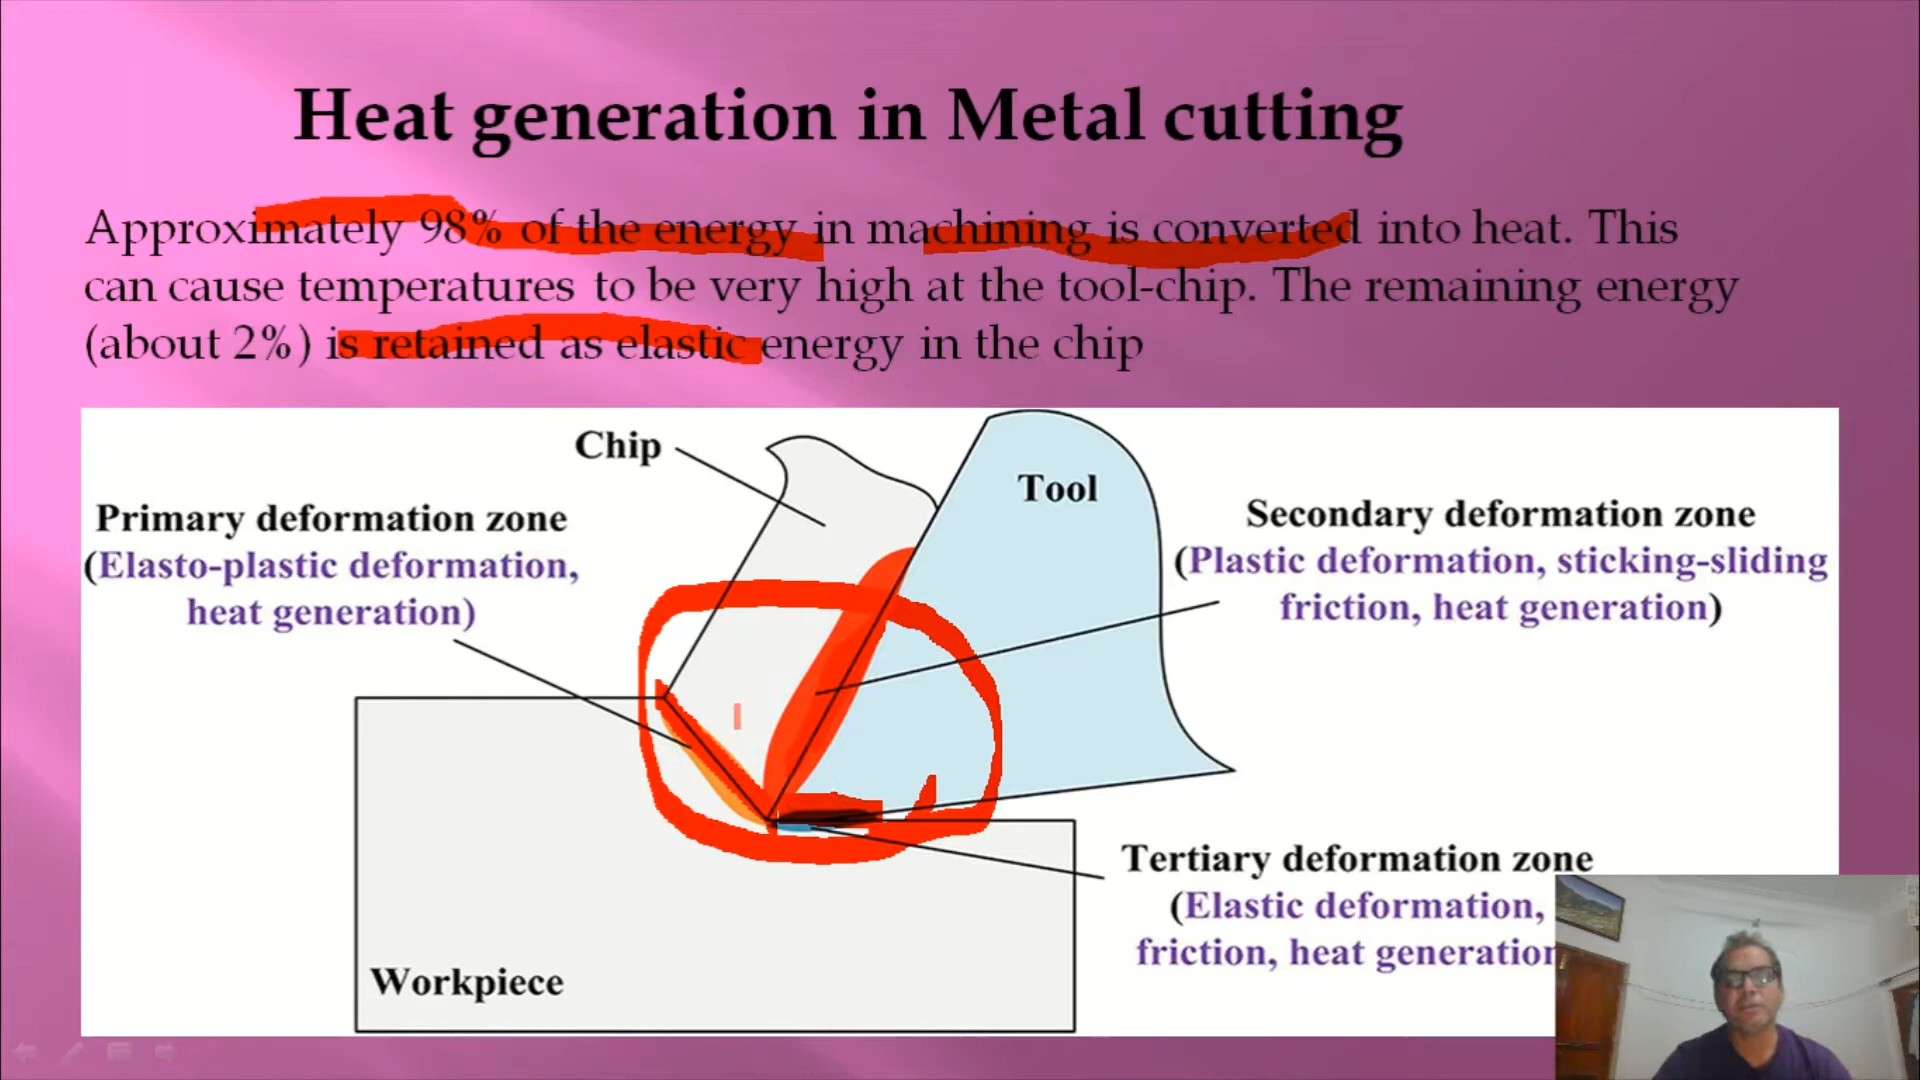 Heat generation in Metal cutting
Approximately 98% of the energy in machining is converted into heat. This
can cause temperatures to be very high at the tool-chip. The remaining energy
(about 2%) is retained as elastic energy in the chip
Chip
Tool
Primary deformation zone
(Elasto-plastic deformation,
heat generation)
Secondary deformation zone
(Plastic deformation, sticking-sliding
friction, heat generation)
Tertiary deformation zone
(Elastic deformation,
friction, heat generation
Workpiece